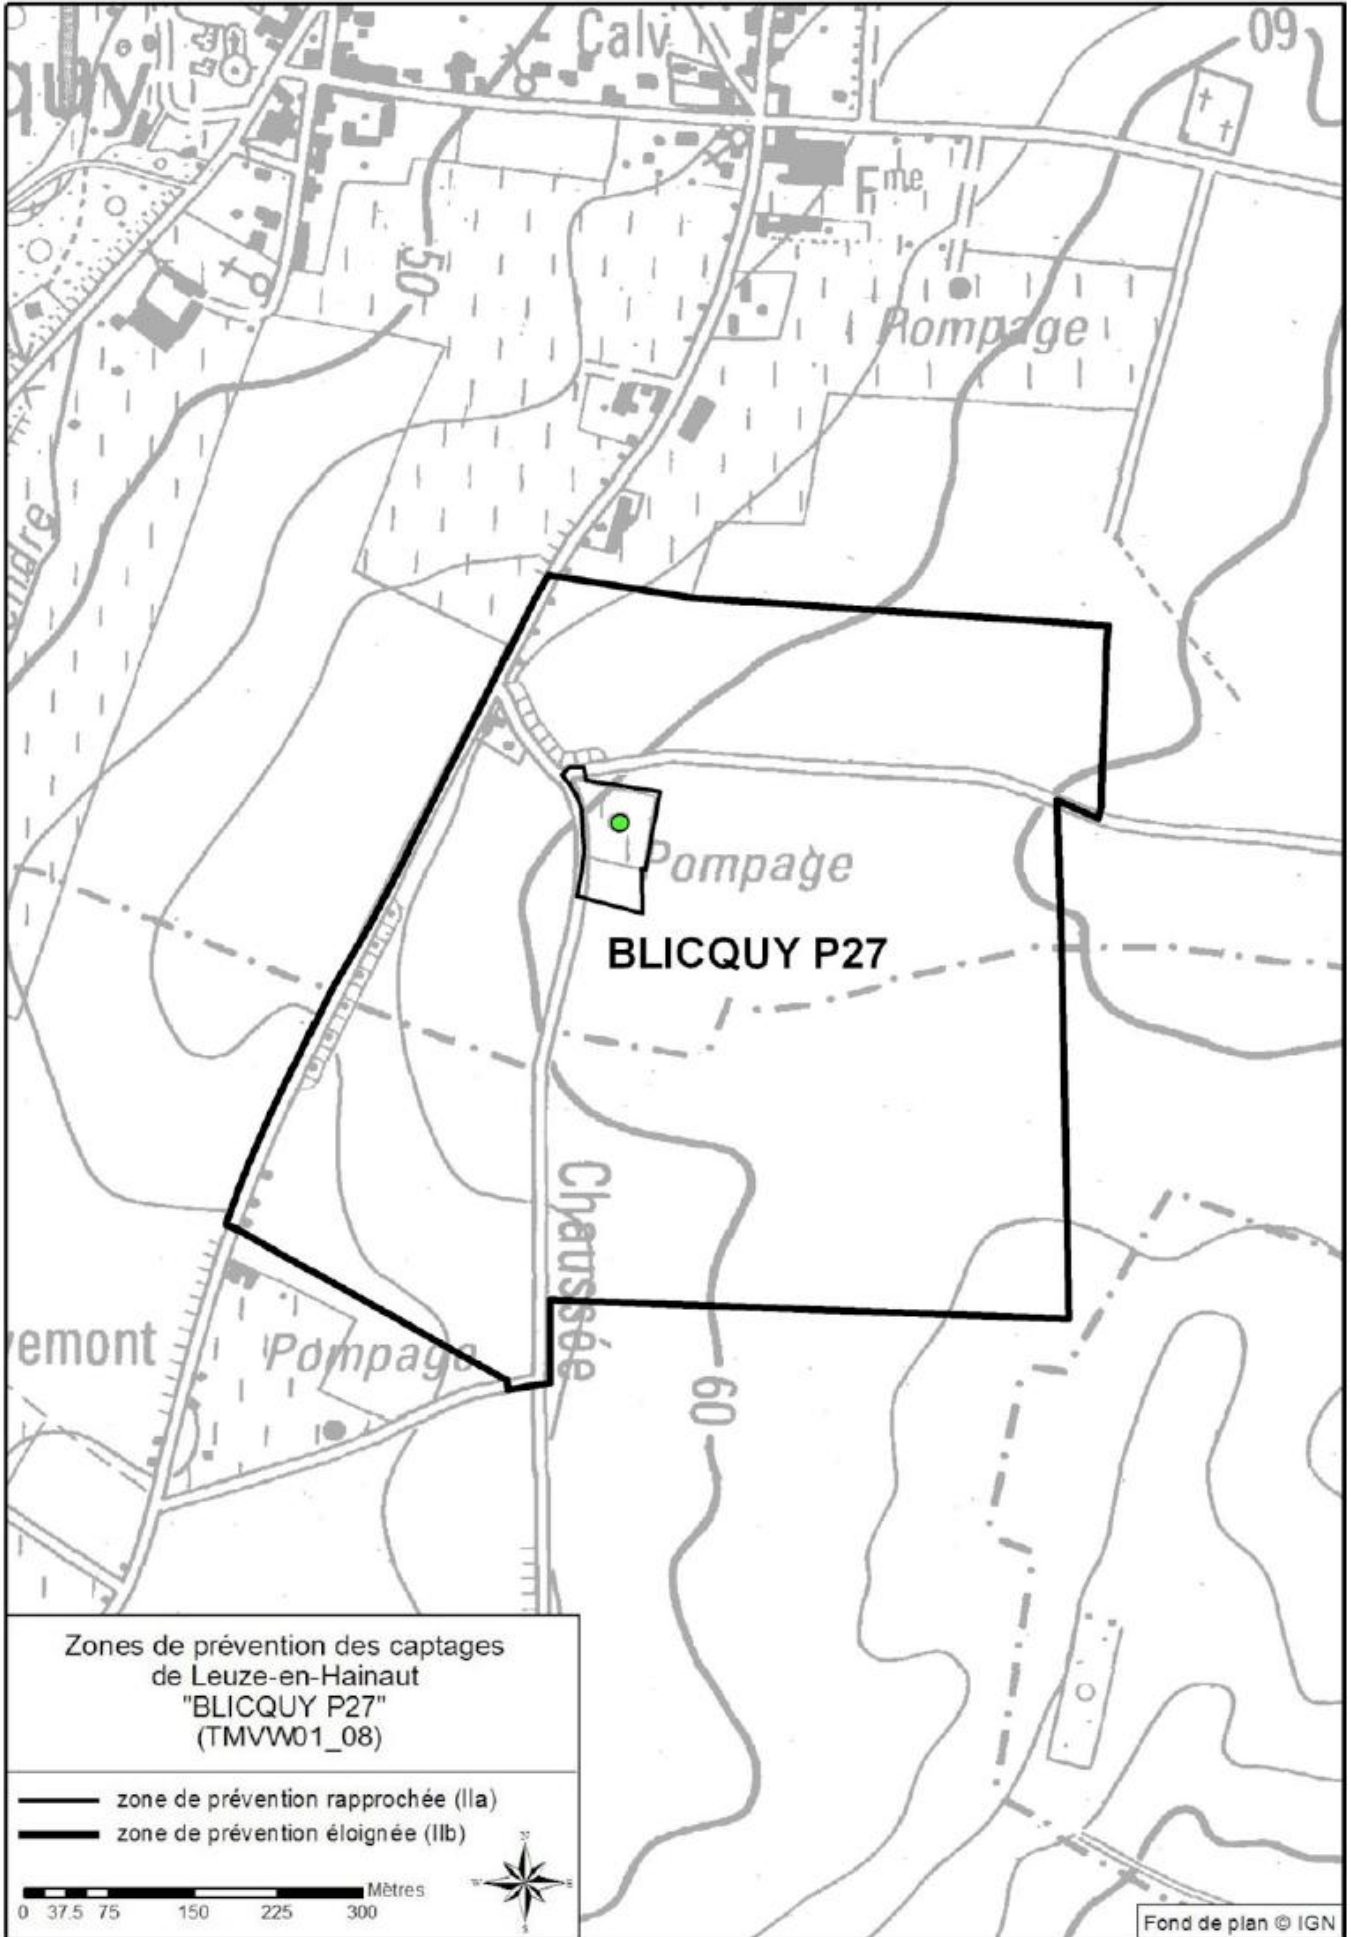 Calv
60
quy
Fme
50
Pompage
Pompage
BLICQUY P27
Chaussée
emont
Pompage
60
Zones de prévention des captages
de Leuze-en-Hainaut
"BLICQUY P27"
(TMVW01_08)
zone de prévention rapprochée (IIa)
zone de prévention éloignée (IIb)
N
W E
S
Mètres
0 37.5 75 150 225 300
Fond de plan © IGN